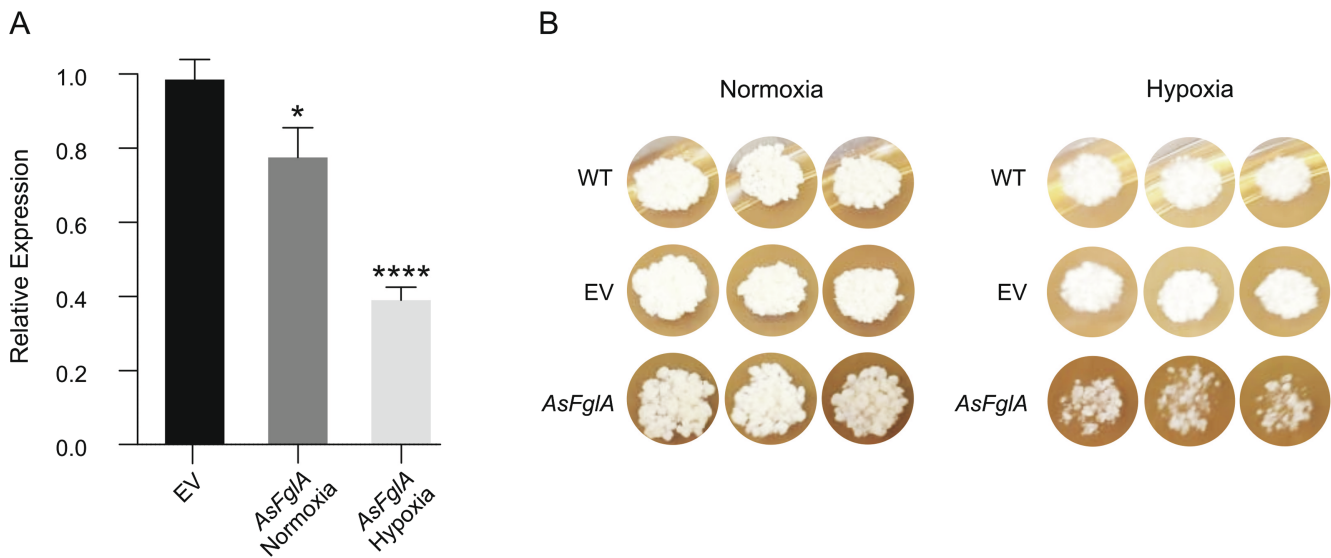 A
B
1.0
0.8
0.6
0.4
0.2
0.0
Relative Expression
*
****
EV
AsFglA
Normoxia
AsFglA
Hypoxia
Normoxia
WT
EV
AsFglA
Hypoxia
WT
EV
AsFglA